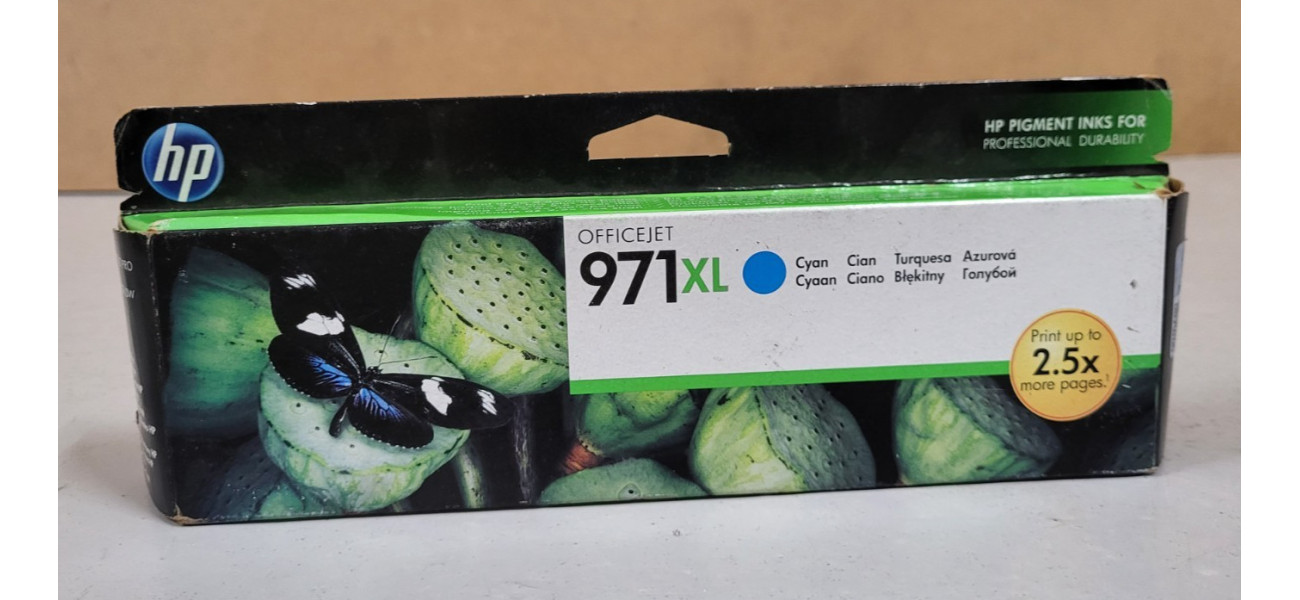 hp
HP PIGMENT INKS FOR
PROFESSIONAL DURABILITY
OFFICEJET
971XL
Cyan Cian Turquesa Azurová
Cyaan Ciano Błękitny Голубой
Print up to
2.5x
more pages.¹